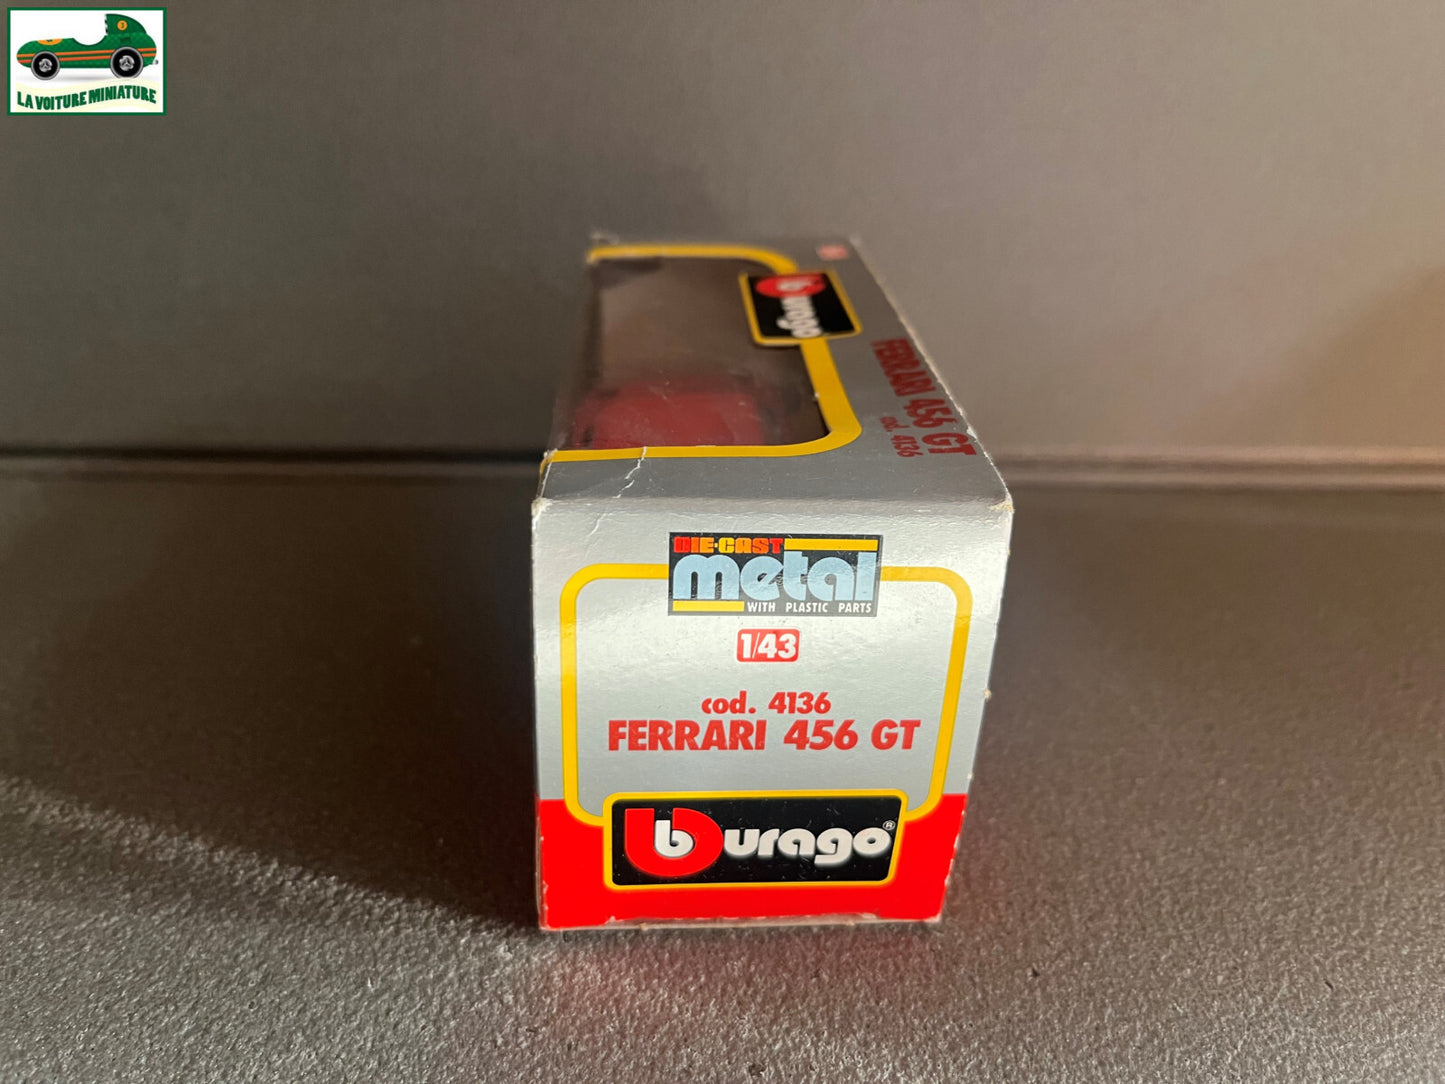 3
LA VOITURE MINIATURE
burago
FERRARI 456 GT
cod. 4136
DIE-CAST
metal
WITH PLASTIC PARTS
1/43
cod. 4136
FERRARI 456 GT
burago®